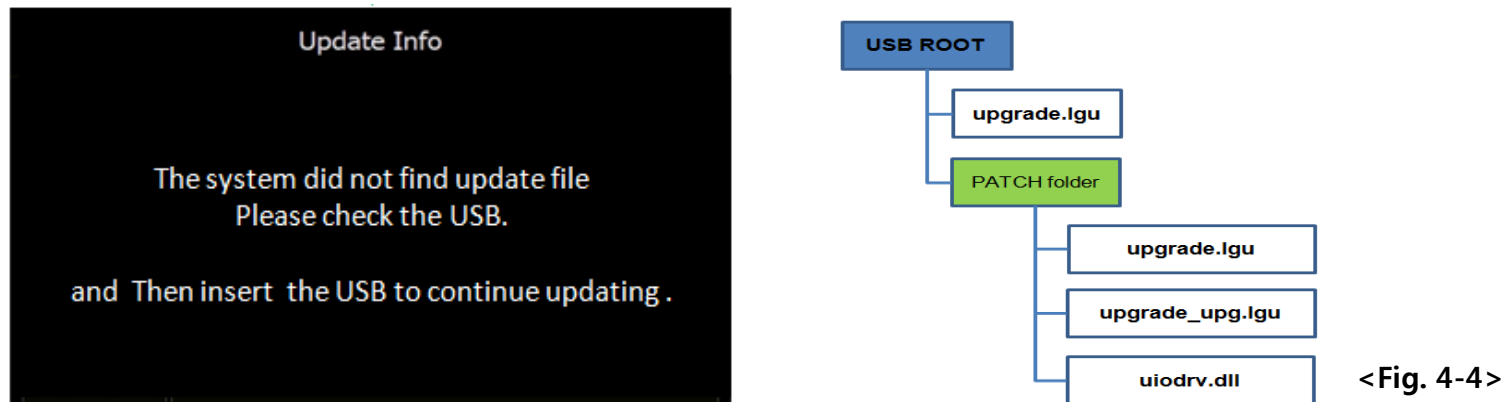 Update Info
The system did not find update file
Please check the USB.
and Then insert the USB to continue updating .
USB ROOT
upgrade.lgu
PATCH folder
upgrade.lgu
upgrade_upg.lgu
uiodrv.dll
<Fig. 4-4>